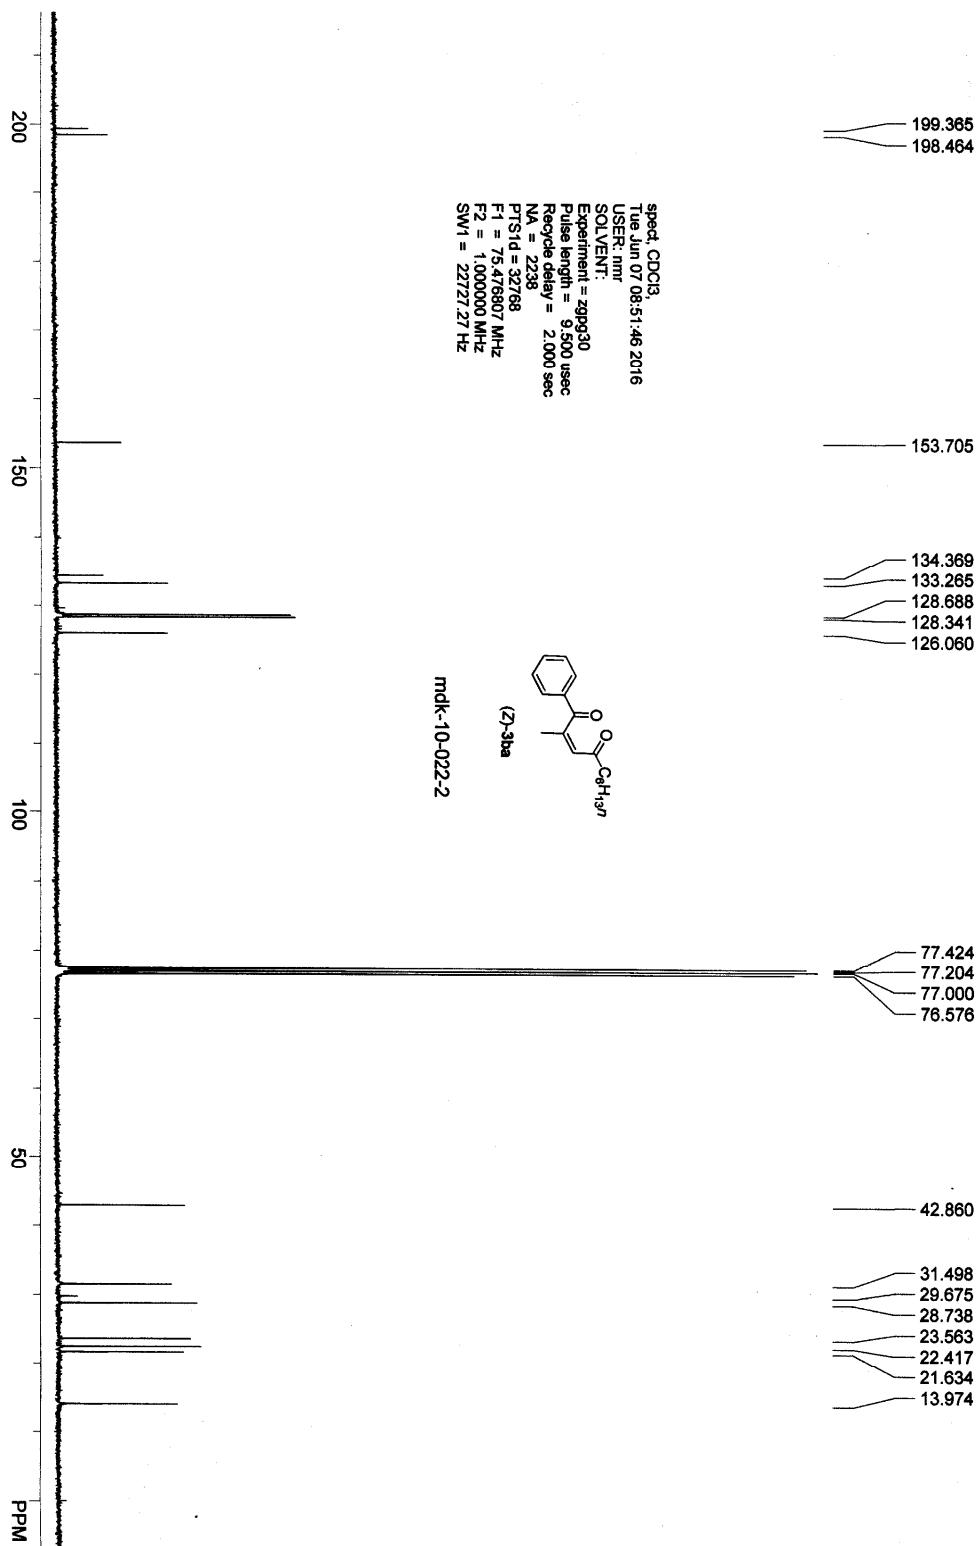 199.365
198.464
153.705
134.369
133.265
128.688
128.341
126.060
77.424
77.204
77.000
76.576
42.860
31.498
29.675
28.738
23.563
22.417
21.634
13.974
spect, CDCl3,
Tue Jun 07 08:51:46 2016
USER: nmr
SOLVENT:
Experiment = zgpg30
Pulse length = 9.500 usec
Recycle delay = 2.000 sec
NA = 2238
PTS1d = 32768
F1 = 75.476807 MHz
F2 = 1.000000 MHz
SW1 = 22727.27 Hz
O
O
C6H13n
(Z)-3ba
mdk-10-022-2
200
150
100
50
PPM